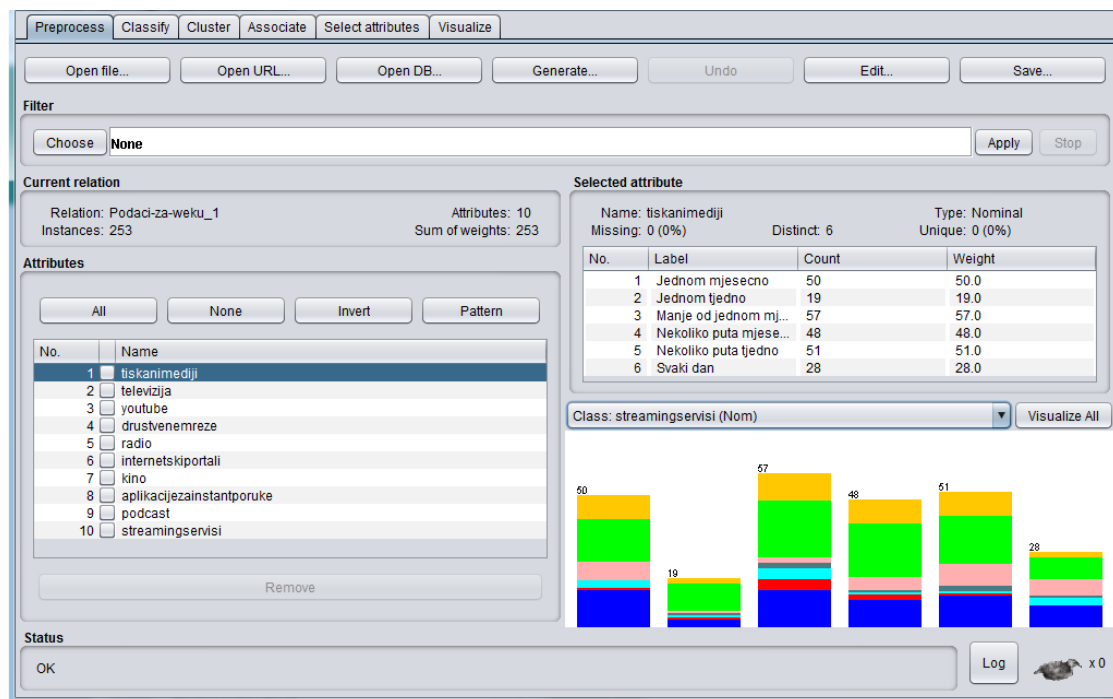 Preprocess Classify Cluster Associate Select attributes Visualize
Open file... Open URL... Open DB... Generate... Undo Edit... Save...
Filter
Choose None Apply Stop
Current relation
Relation: Podaci-za-weku_1 Attributes: 10
Instances: 253 Sum of weights: 253
Attributes
All None Invert Pattern
No. Name
1 tiskanimediji
2 televizija
3 youtube
4 drustvenemreze
5 radio
6 internetskiportali
7 kino
8 aplikacijezainstantporuke
9 podcast
10 streamingservisi
Remove
Selected attribute
Name: tiskanimediji Type: Nominal
Missing: 0 (0%) Distinct: 6 Unique: 0 (0%)
No. Label Count Weight
1 Jednom mjesecno 50 50.0
2 Jednom tjedno 19 19.0
3 Manje od jednom mj... 57 57.0
4 Nekoliko puta mjese... 48 48.0
5 Nekoliko puta tjedno 51 51.0
6 Svaki dan 28 28.0
Class: streamingservisi (Nom) Visualize All
50 19 57 48 51 28
Status
OK Log x 0